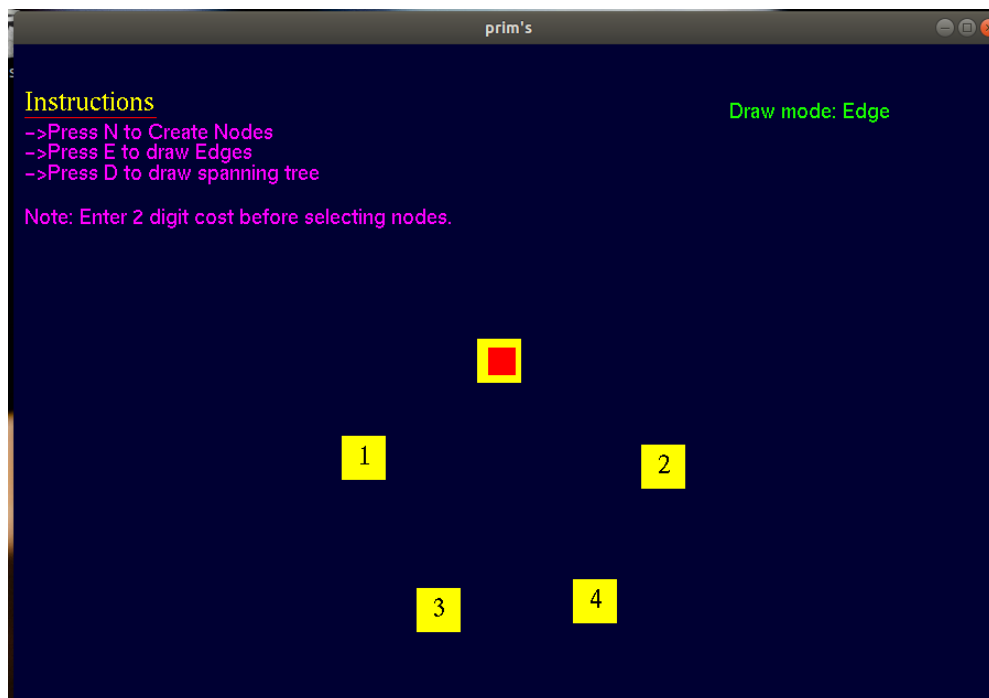 prim's
Instructions
->Press N to Create Nodes
->Press E to draw Edges
->Press D to draw spanning tree
Note: Enter 2 digit cost before selecting nodes.
Draw mode: Edge
1
2
3
4